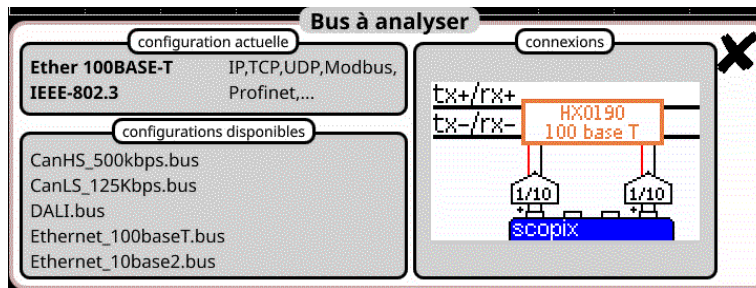 Bus à analyser
configuration actuelle
Ether 100BASE-T IP,TCP,UDP,Modbus,
IEEE-802.3 Profinet,...
configurations disponibles
CanHS_500kbps.bus
CanLS_125Kbps.bus
DALI.bus
Ethernet_100baseT.bus
Ethernet_10base2.bus
connexions
tx+/rx+
tx-/rx-
HX0190
100 base T
1/10 1/10
scopix